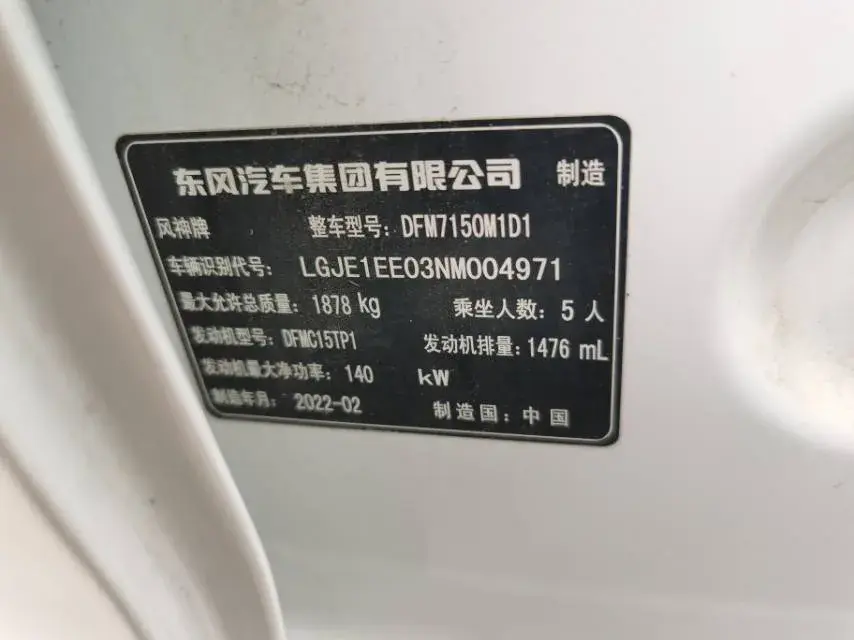 东风汽车集团有限公司 制造
风神牌 整车型号：DFM7150M1D1
车辆识别代号：LGJE1EE03NM004971
最大允许总质量：1878 kg 乘坐人数：5 人
发动机型号：DFMC15TP1 发动机排量：1476 mL
发动机最大净功率：140 kW
制造年月：2022-02 制造国：中国